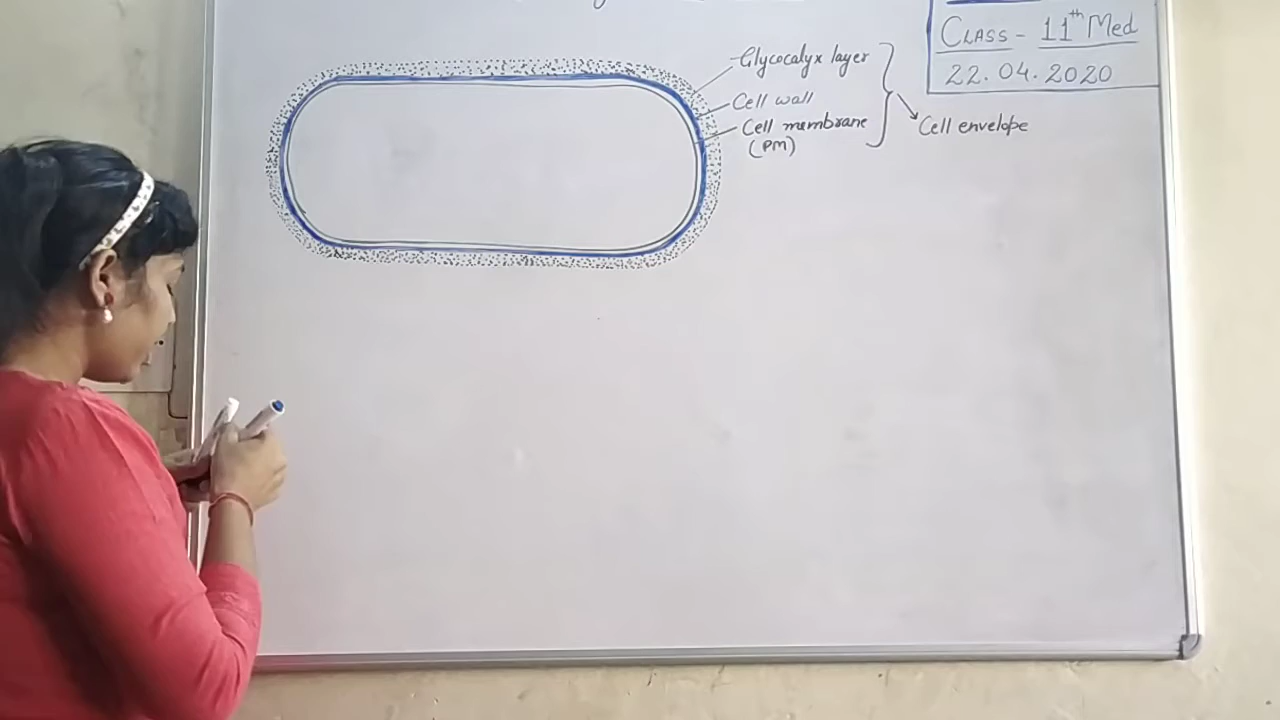 CLASS - 11th Med
22.04.2020
Glycocalyx layer
Cell wall
Cell membrane
(PM)
Cell envelope